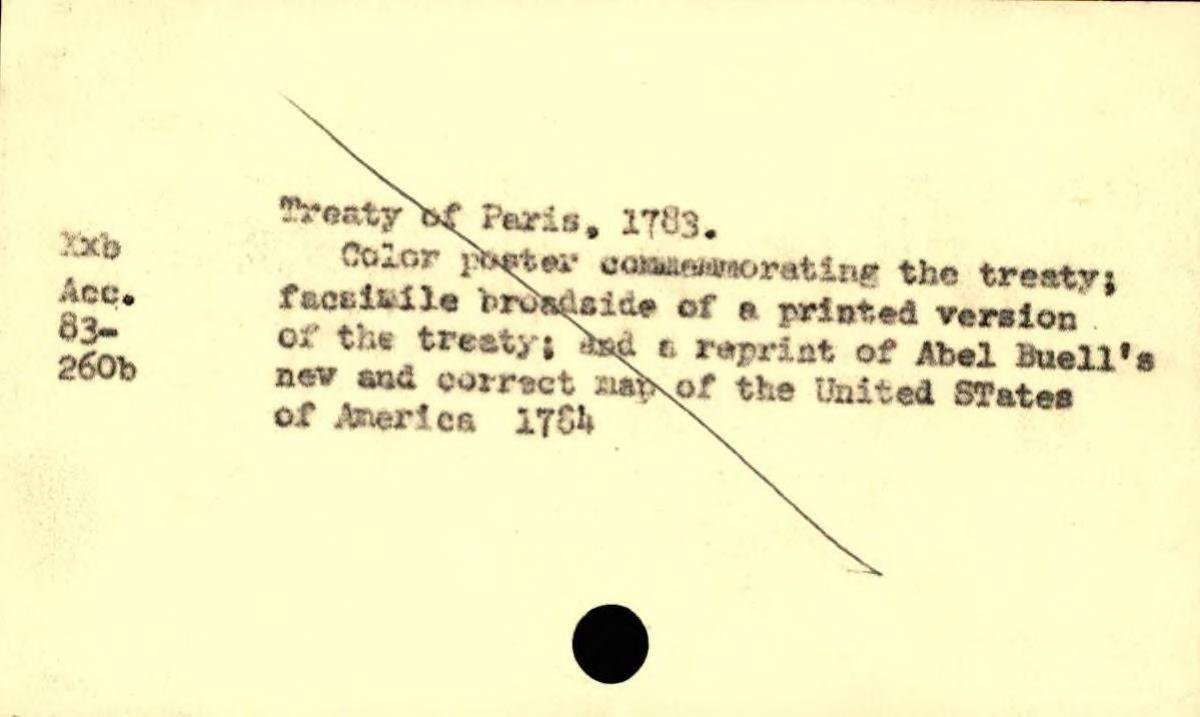 Treaty of Paris, 1783.
Xxb
Color poster commemmorating the treaty;
Acc.
facsimile broadside of a printed version
83-
of the treaty; and a reprint of Abel Buell's
260b
new and correct map of the United STates
of America 1784